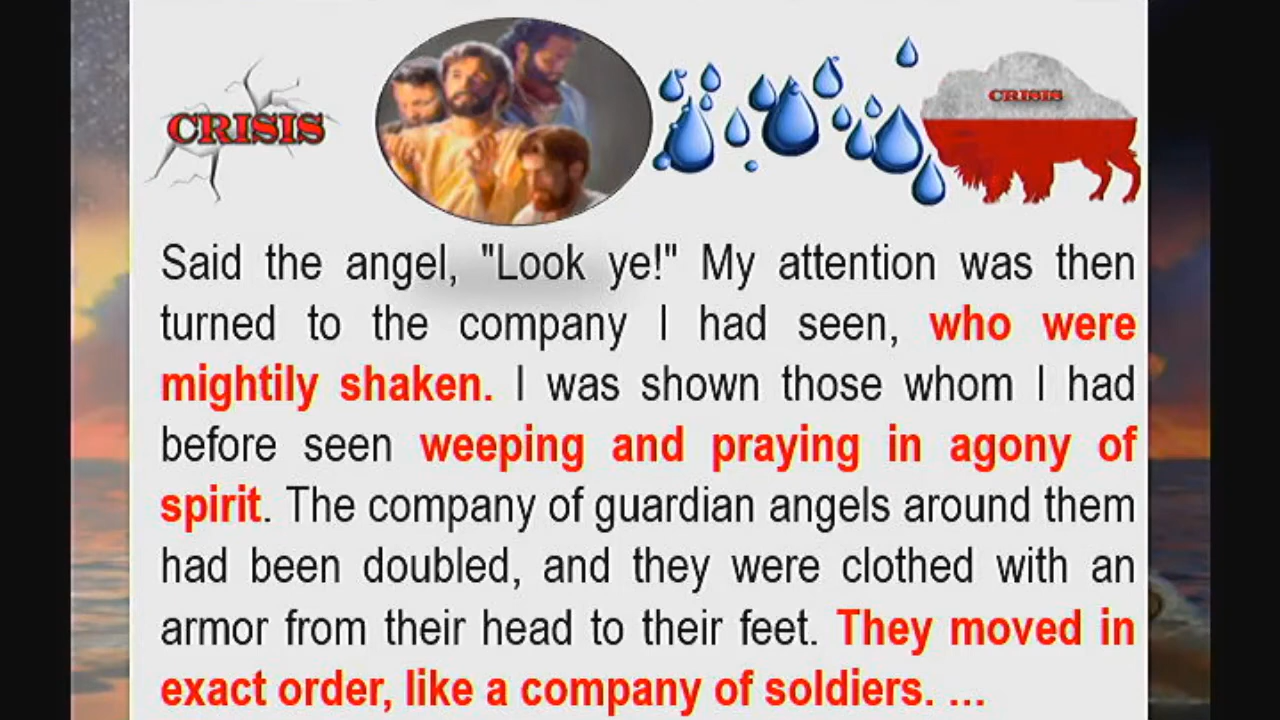 CRISIS
CRISIS
Said the angel, "Look ye!" My attention was then
turned to the company I had seen, who were
mightily shaken. I was shown those whom I had
before seen weeping and praying in agony of
spirit. The company of guardian angels around them
had been doubled, and they were clothed with an
armor from their head to their feet. They moved in
exact order, like a company of soldiers. ...